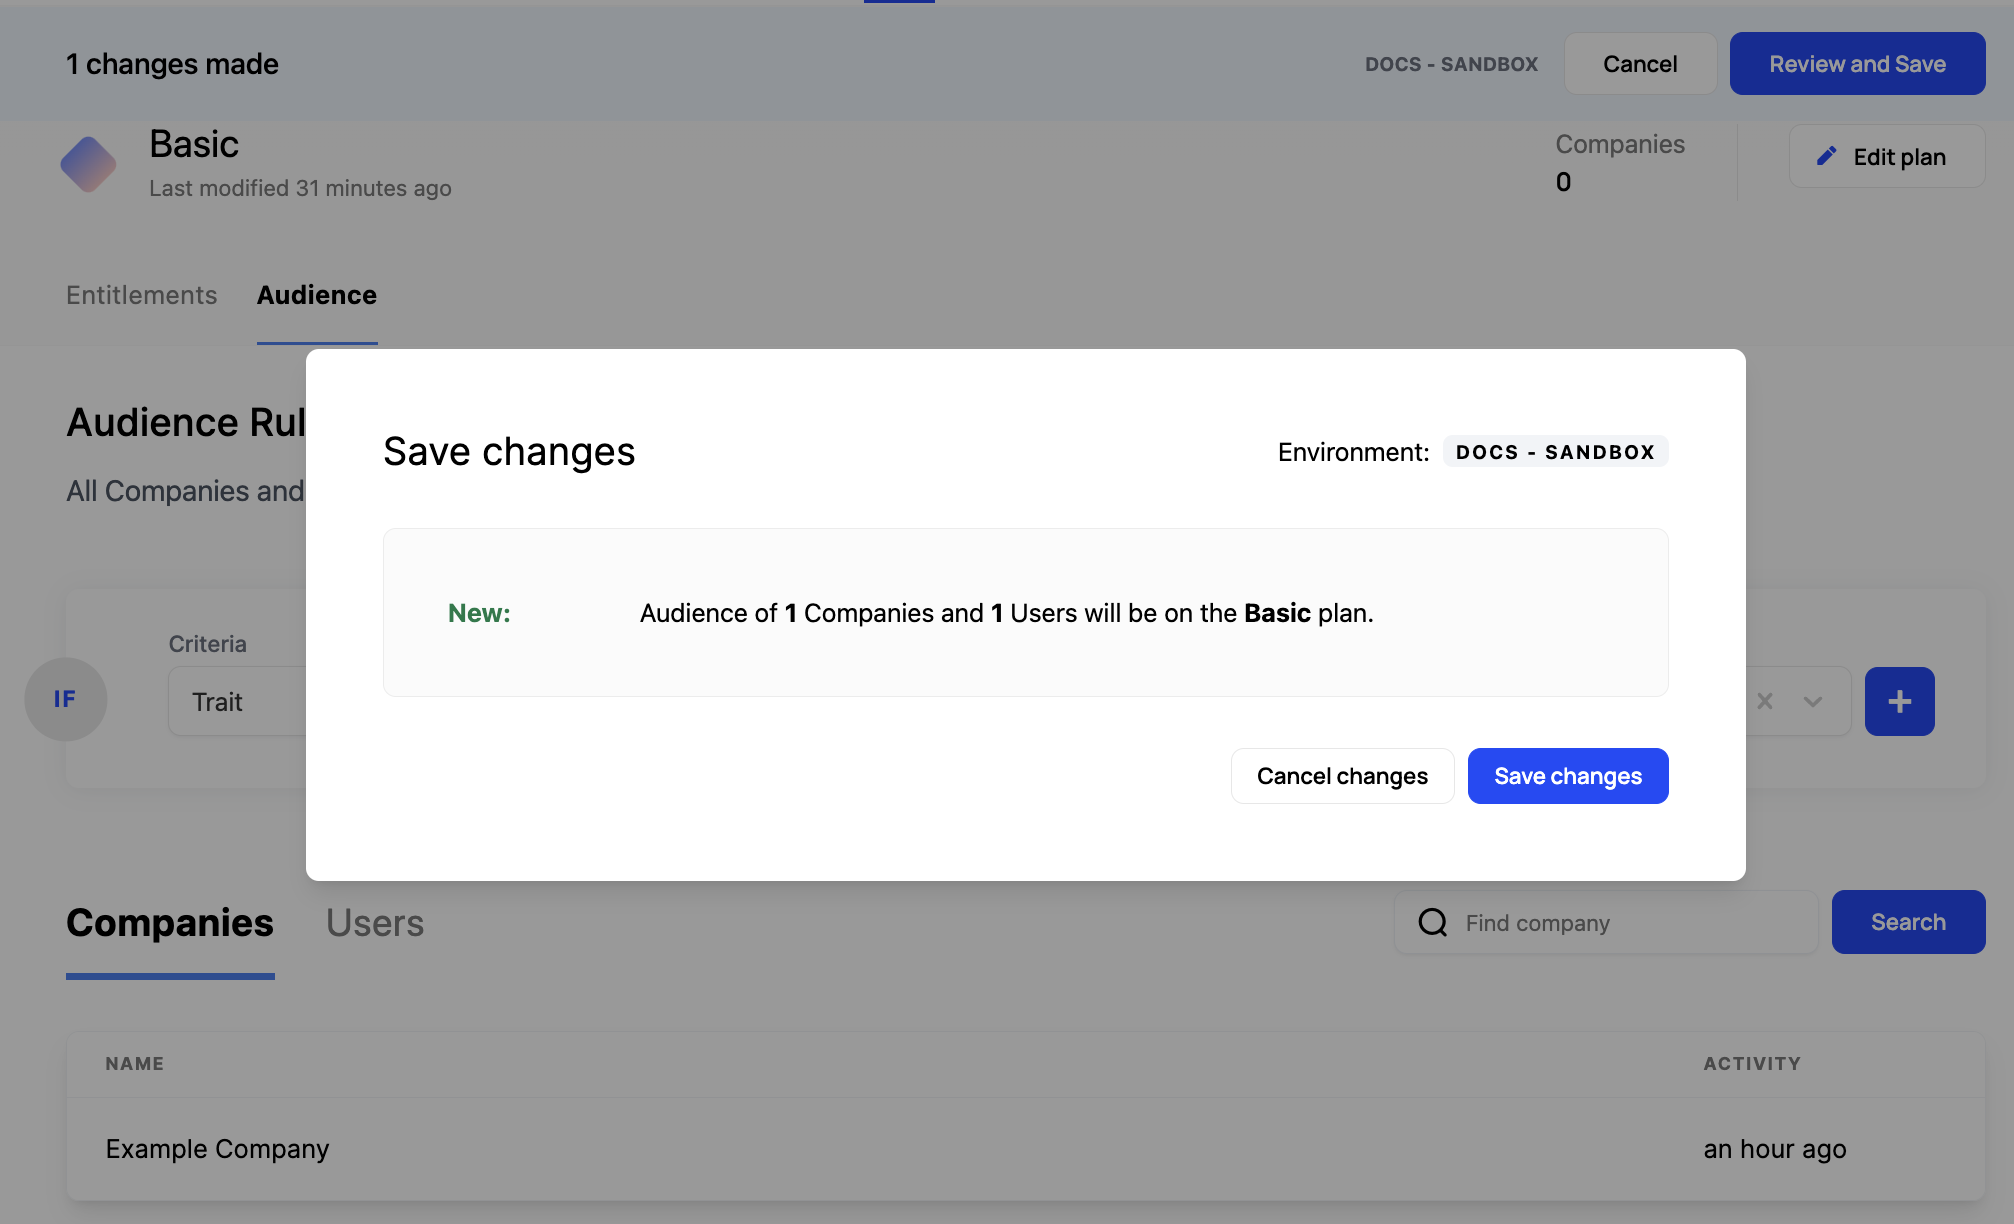 1 changes made
DOCS - SANDBOX
Cancel
Review and Save
Basic
Last modified 31 minutes ago
Companies
0
Edit plan
Entitlements
Audience
Audience Rul
All Companies and
Save changes
Environment: DOCS - SANDBOX
New: Audience of 1 Companies and 1 Users will be on the Basic plan.
Cancel changes
Save changes
IF
Criteria
Trait
Companies
Users
Find company
Search
NAME
ACTIVITY
Example Company
an hour ago